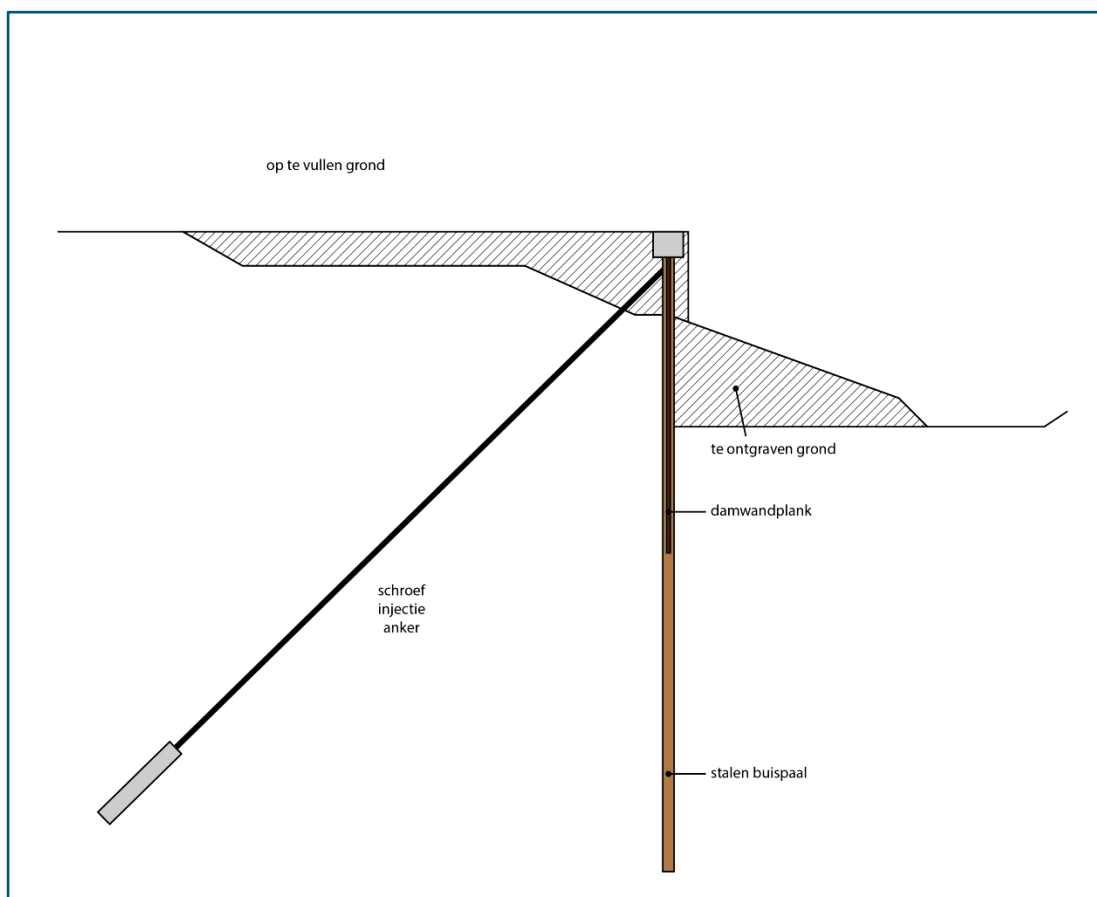 op te vullen grond
te ontgraven grond
damwandplank
schroef
injectie
anker
stalen buispaal